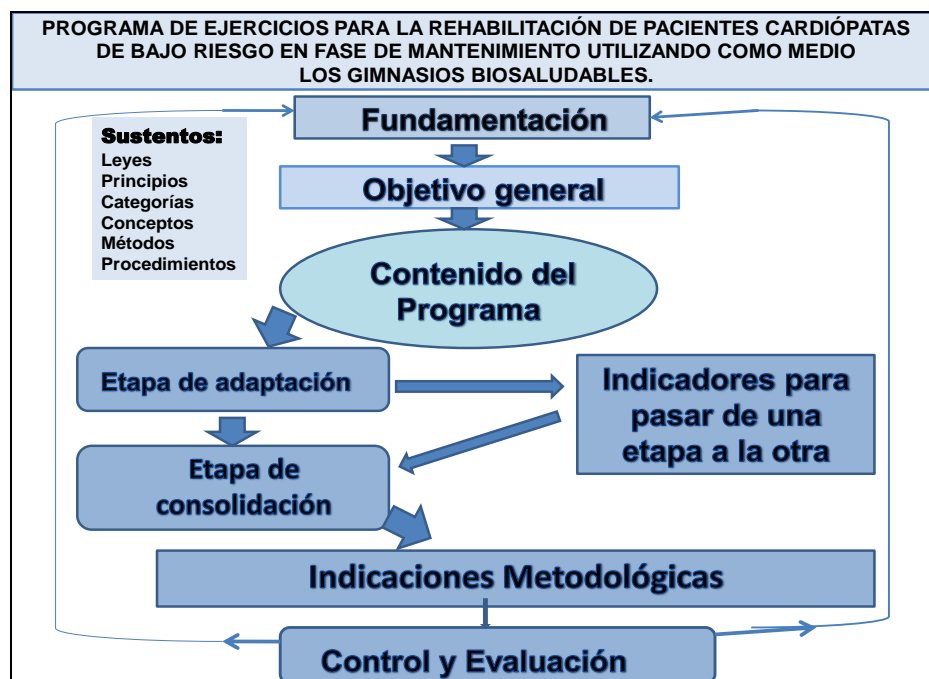 PROGRAMA DE EJERCICIOS PARA LA REHABILITACIÓN DE PACIENTES CARDIÓPATAS
DE BAJO RIESGO EN FASE DE MANTENIMIENTO UTILIZANDO COMO MEDIO
LOS GIMNASIOS BIOSALUDABLES.
Fundamentación
Sustentos:
Leyes
Principios
Categorías
Conceptos
Métodos
Procedimientos
Objetivo general
Contenido del
Programa
Etapa de adaptación
Indicadores para
pasar de una
etapa a la otra
Etapa de
consolidación
Indicaciones Metodológicas
Control y Evaluación